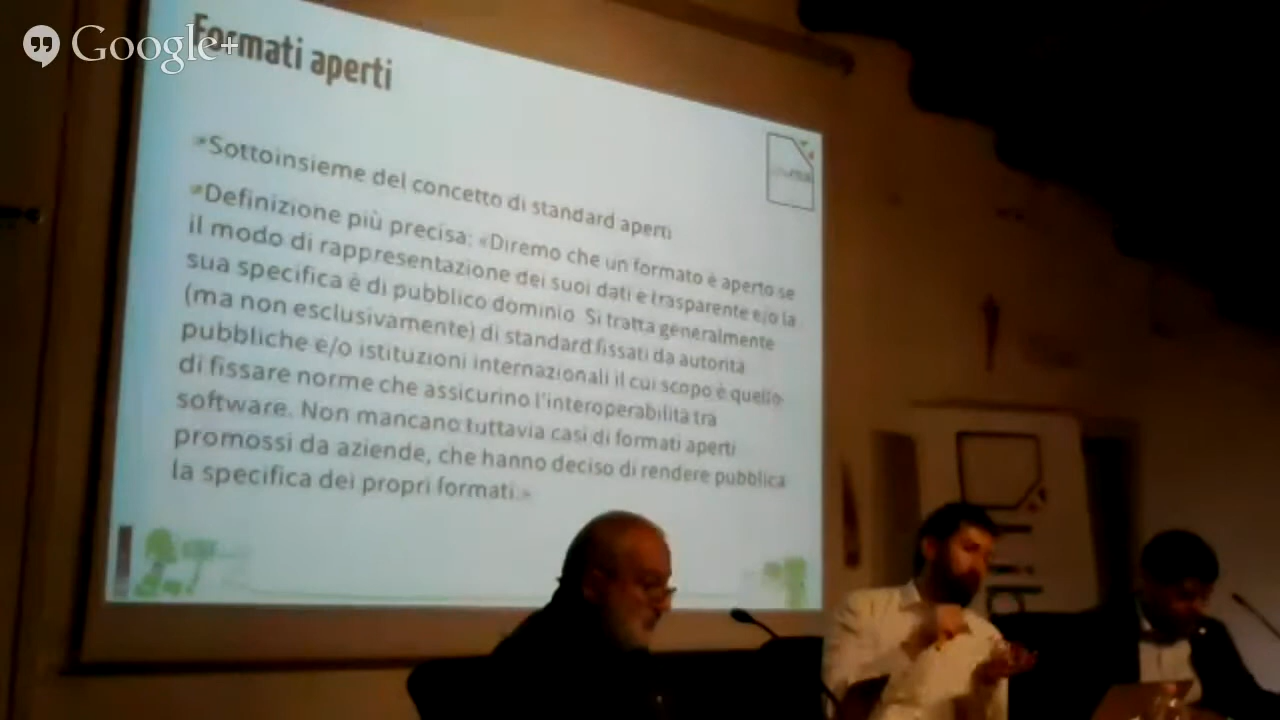 Google+
Formati aperti
Sottoinsieme del concetto di standard aperti
Definizione più precisa: «Diremo che un formato è aperto se
il modo di rappresentazione dei suoi dati è trasparente e/o la
sua specifica è di pubblico dominio. Si tratta generalmente
(ma non esclusivamente) di standard fissati da autorità
pubbliche e/o istituzioni internazionali il cui scopo è quello
di fissare norme che assicurino l'interoperabilità tra
software. Non mancano tuttavia casi di formati aperti
promossi da aziende, che hanno deciso di rendere pubblica
la specifica dei propri formati.»